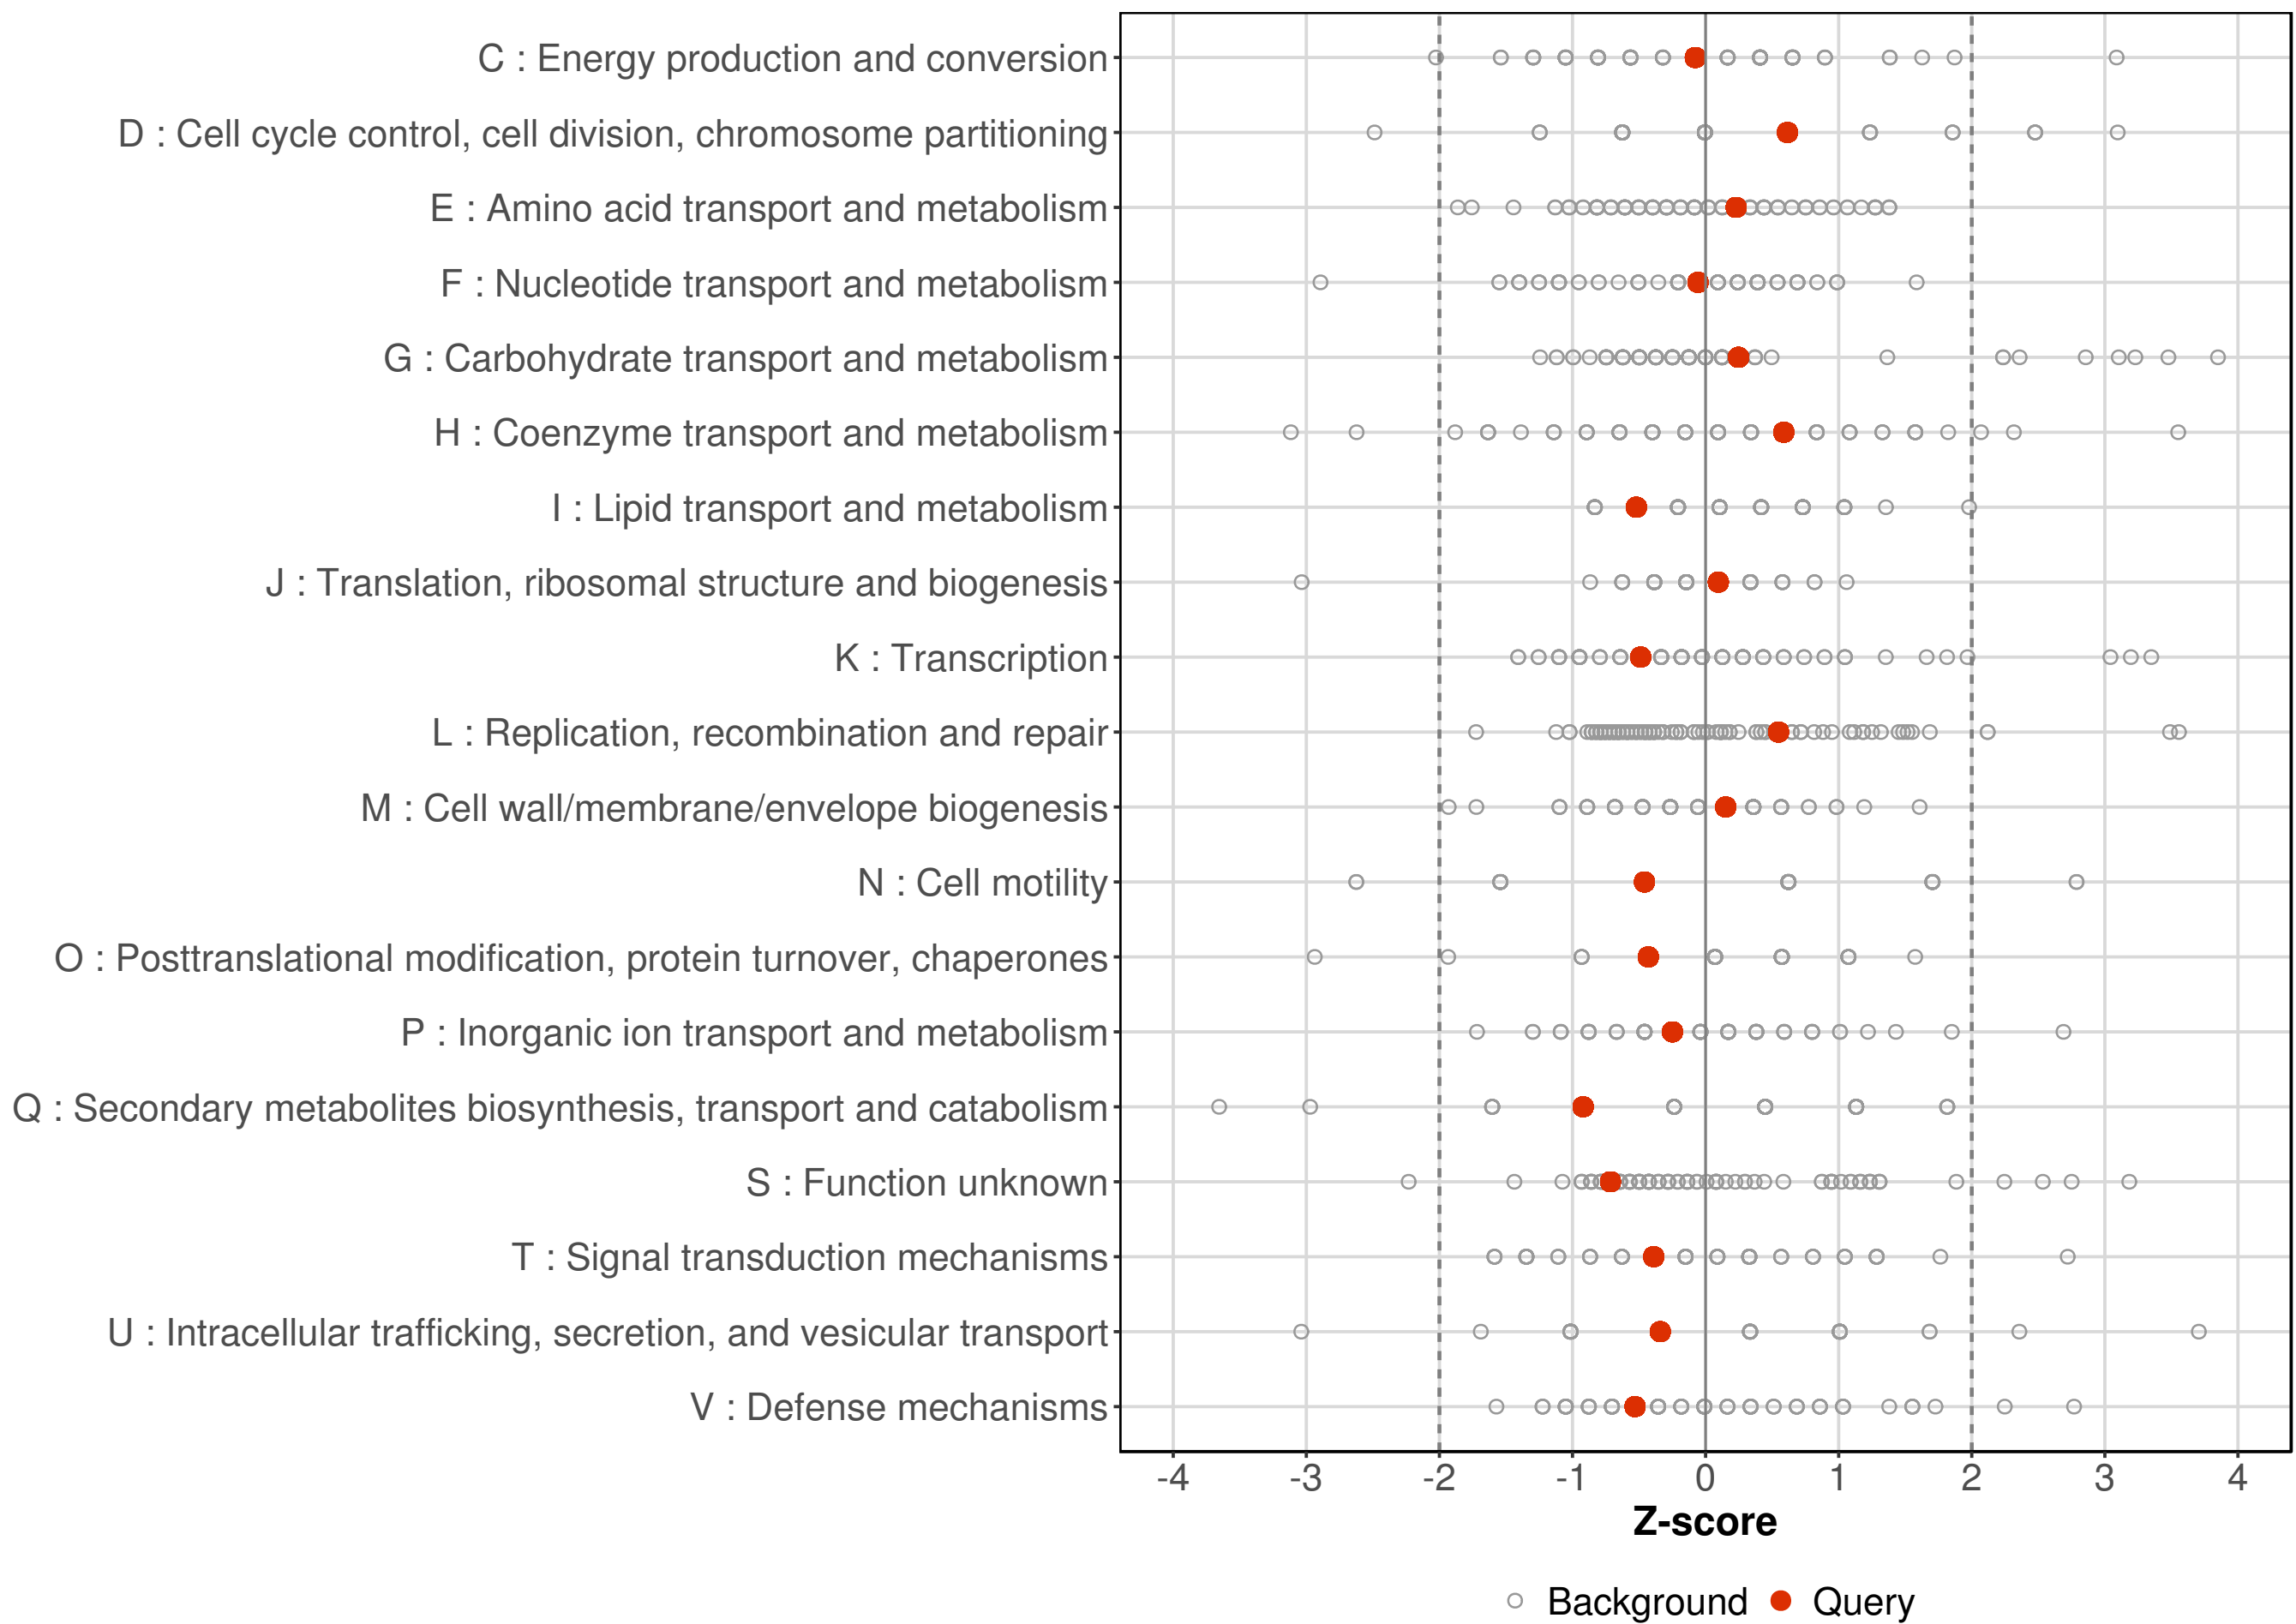 C : Energy production and conversion
D : Cell cycle control, cell division, chromosome partitioning
E : Amino acid transport and metabolism
F : Nucleotide transport and metabolism
G : Carbohydrate transport and metabolism
H : Coenzyme transport and metabolism
I : Lipid transport and metabolism
J : Translation, ribosomal structure and biogenesis
K : Transcription
L : Replication, recombination and repair
M : Cell wall/membrane/envelope biogenesis
N : Cell motility
O : Posttranslational modification, protein turnover, chaperones
P : Inorganic ion transport and metabolism
Q : Secondary metabolites biosynthesis, transport and catabolism
S : Function unknown
T : Signal transduction mechanisms
U : Intracellular trafficking, secretion, and vesicular transport
V : Defense mechanisms
-4 -3 -2 -1 0 1 2 3 4
Z-score
Background Query